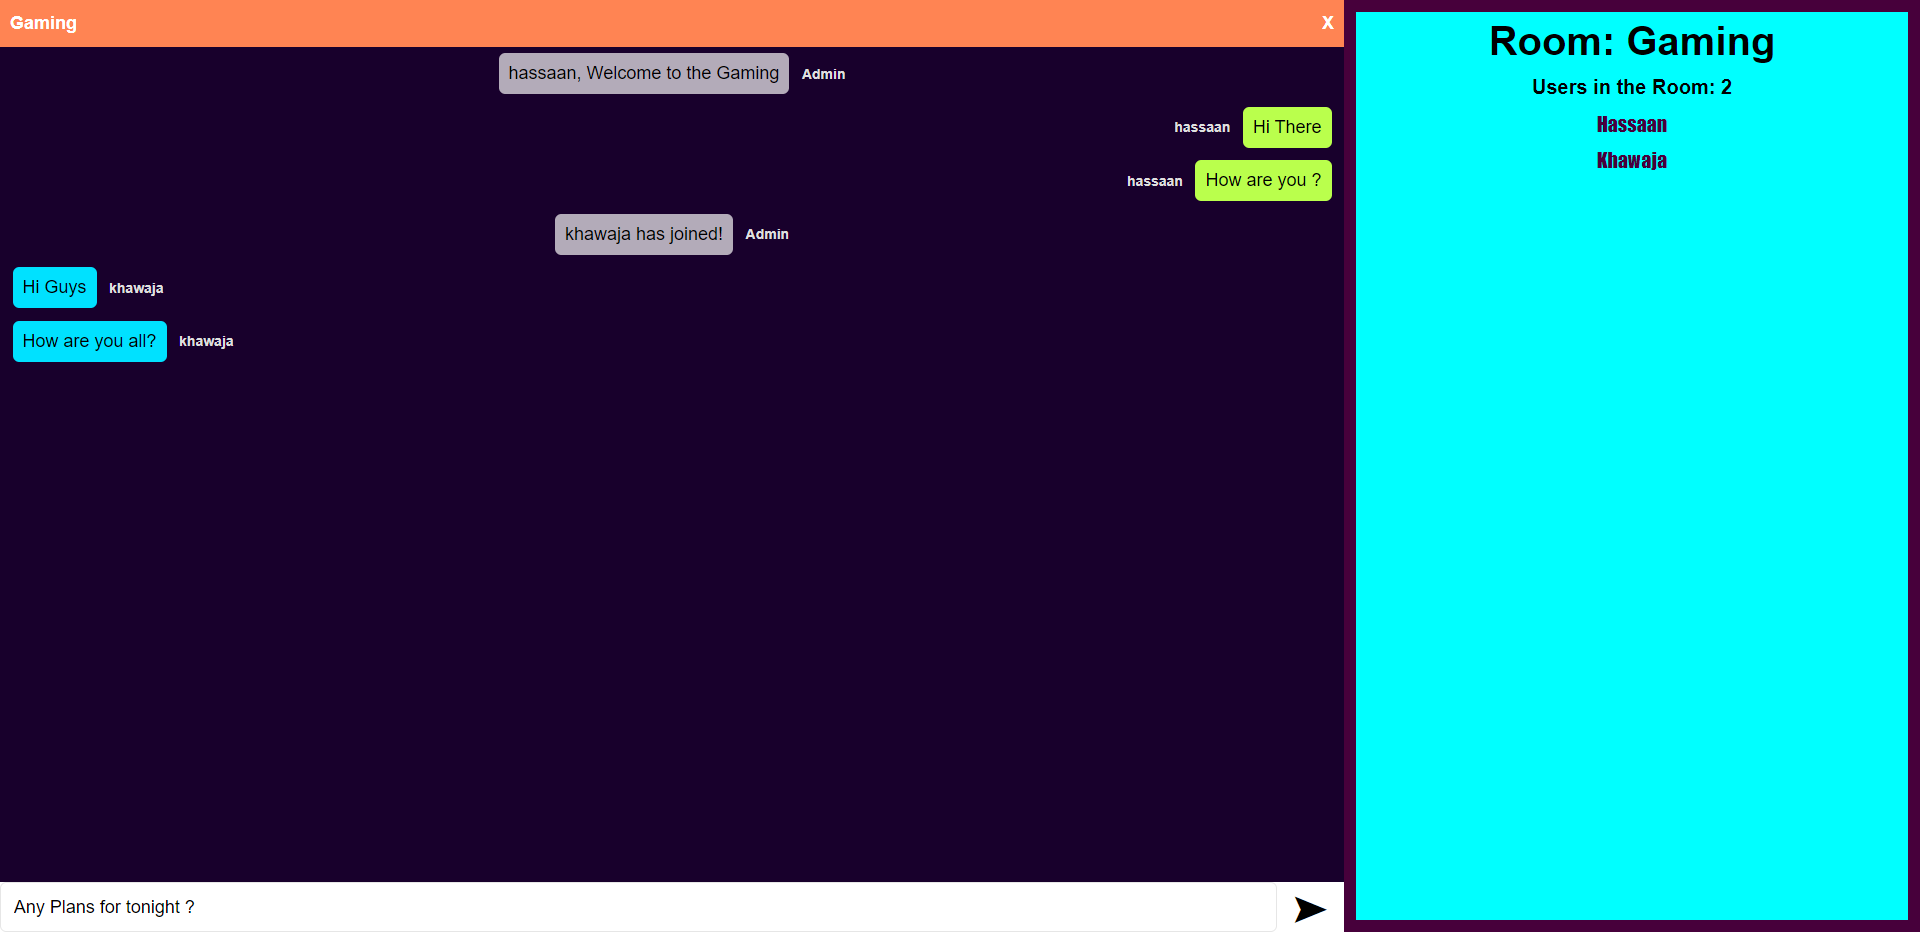 Gaming
X
hassaan, Welcome to the Gaming Admin
hassaan Hi There
hassaan How are you ?
khawaja has joined! Admin
Hi Guys khawaja
How are you all? khawaja
Any Plans for tonight ?
Room: Gaming
Users in the Room: 2
Hassaan
Khawaja